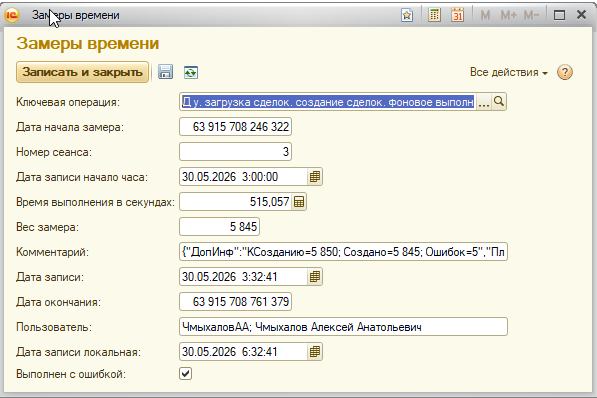 Замеры времени
M M+ M-
Замеры времени
Записать и закрыть
Все действия
Ключевая операция: Д.у. загрузка сделок. создание сделок. фоновое выполн
Дата начала замера: 63 915 708 246 322
Номер сеанса: 3
Дата записи начало часа: 30.05.2026 3:00:00
Время выполнения в секундах: 515,057
Вес замера: 5 845
Комментарий: {"ДопИнф":"КСозданию=5 850; Создано=5 845; Ошибок=5","Пл
Дата записи: 30.05.2026 3:32:41
Дата окончания: 63 915 708 761 379
Пользователь: ЧмыхаловАА; Чмыхалов Алексей Анатольевич
Дата записи локальная: 30.05.2026 6:32:41
Выполнен с ошибкой: